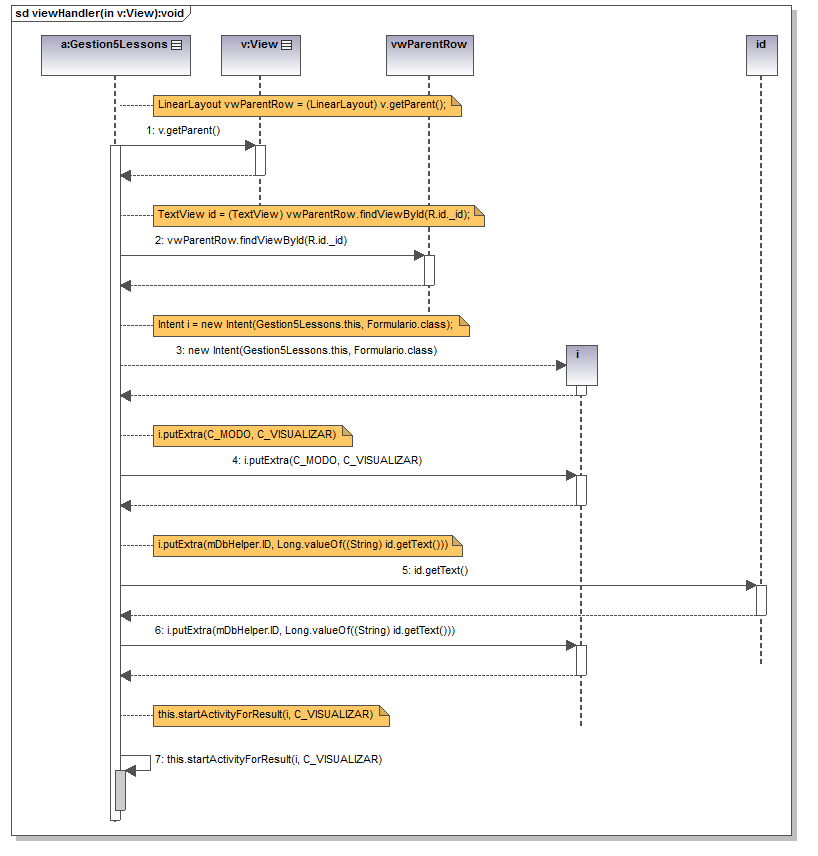 sd viewHandler(in v:View):void
a:Gestion5Lessons
v:View
vwParentRow
id
LinearLayout vwParentRow = (LinearLayout) v.getParent();
1: v.getParent()
TextView id = (TextView) vwParentRow.findViewById(R.id._id);
2: vwParentRow.findViewById(R.id._id)
Intent i = new Intent(Gestion5Lessons.this, Formulario.class);
3: new Intent(Gestion5Lessons.this, Formulario.class)
i
i.putExtra(C_MODO, C_VISUALIZAR)
4: i.putExtra(C_MODO, C_VISUALIZAR)
i.putExtra(mDbHelper.ID, Long.valueOf((String) id.getText()))
5: id.getText()
6: i.putExtra(mDbHelper.ID, Long.valueOf((String) id.getText()))
this.startActivityForResult(i, C_VISUALIZAR)
7: this.startActivityForResult(i, C_VISUALIZAR)